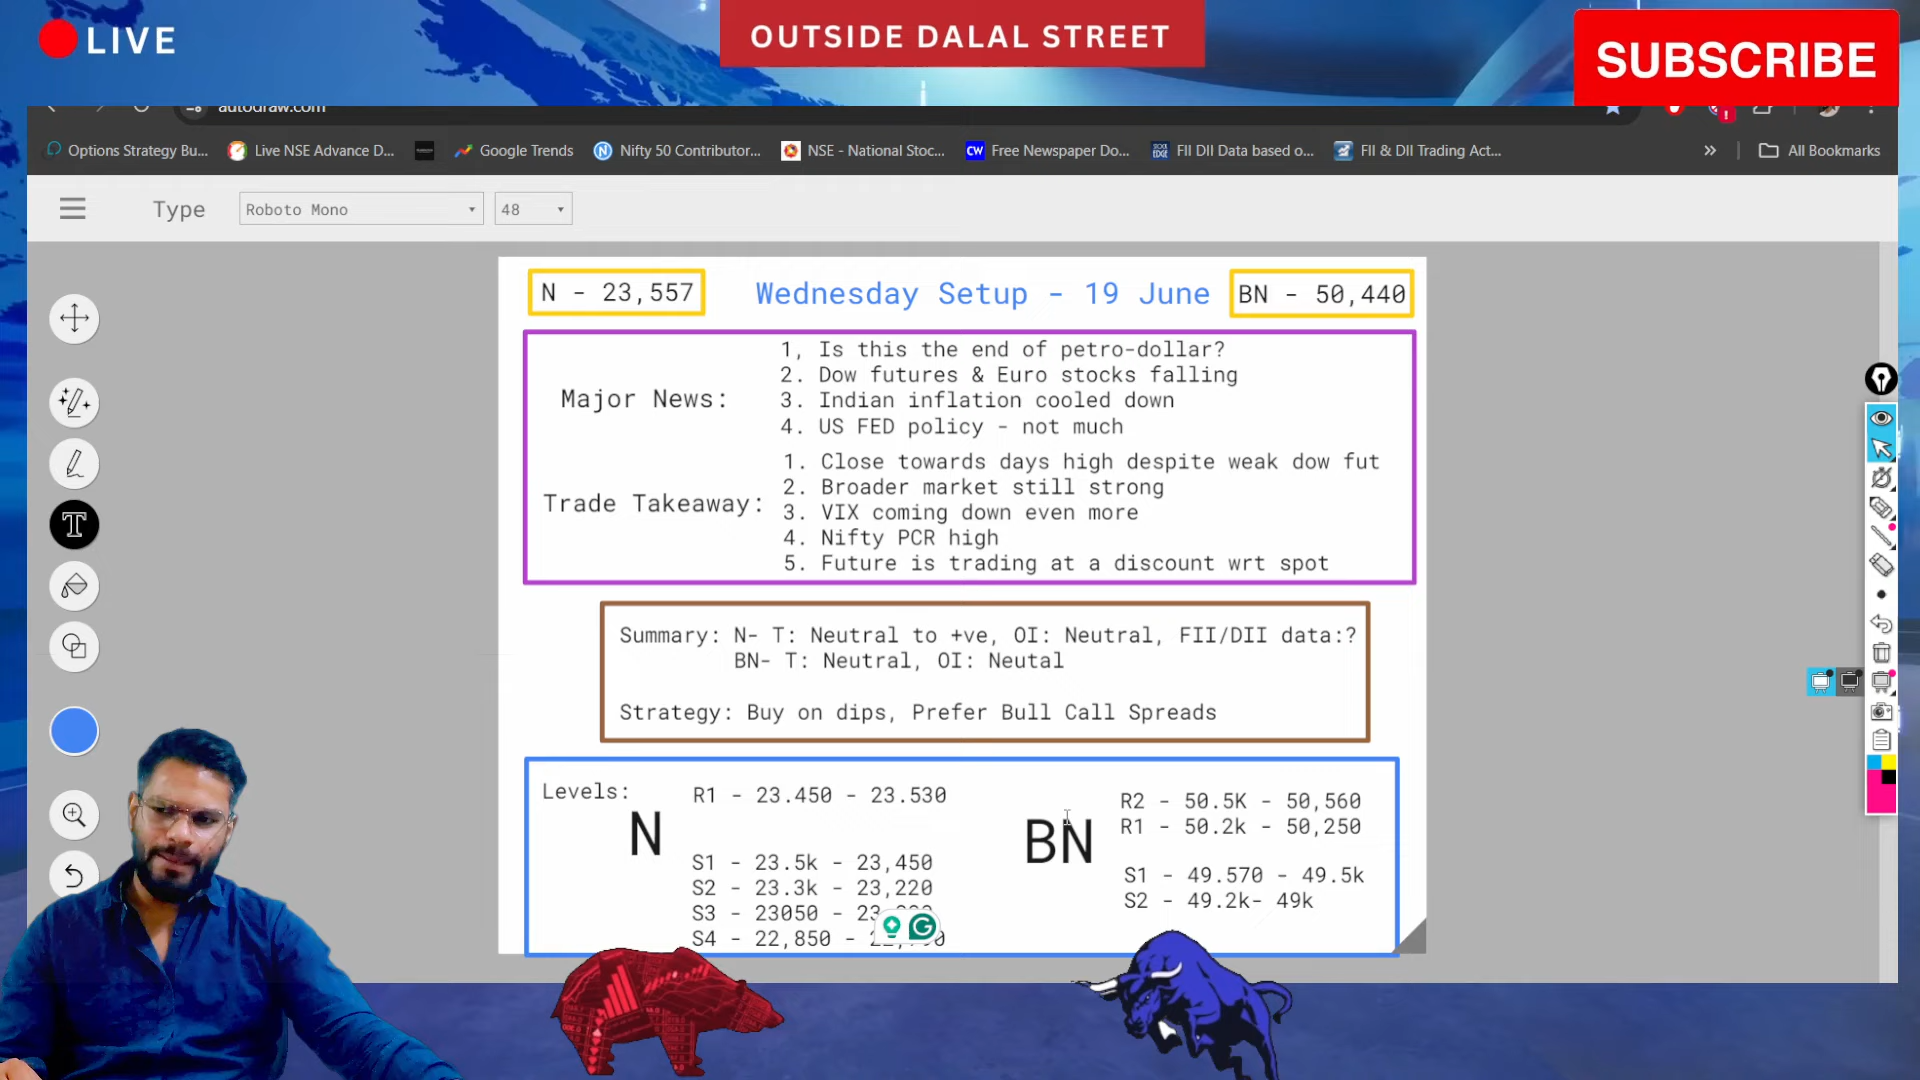 LIVE
OUTSIDE DALAL STREET
SUBSCRIBE
autodraw.com
Options Strategy Bu...
Live NSE Advance D...
Google Trends
Nifty 50 Contributor...
NSE - National Stoc...
CW
Free Newspaper Do...
FII DII Data based o...
FII & DII Trading Act...
»
All Bookmarks
Type
Roboto Mono
48
N - 23,557
Wednesday Setup - 19 June
BN - 50,440
Major News:
1, Is this the end of petro-dollar?
2. Dow futures & Euro stocks falling
3. Indian inflation cooled down
4. US FED policy - not much
Trade Takeaway:
1. Close towards days high despite weak dow fut
2. Broader market still strong
3. VIX coming down even more
4. Nifty PCR high
5. Future is trading at a discount wrt spot
Summary: N- T: Neutral to +ve, OI: Neutral, FII/DII data:?
BN- T: Neutral, OI: Neutal
Strategy: Buy on dips, Prefer Bull Call Spreads
Levels:
N
R1 - 23.450 - 23.530
S1 - 23.5k - 23,450
S2 - 23.3k - 23,220
S3 - 23050 -
S4 - 22,850 -
BN
R2 - 50.5K - 50,560
R1 - 50.2k - 50,250
S1 - 49.570 - 49.5k
S2 - 49.2k- 49k